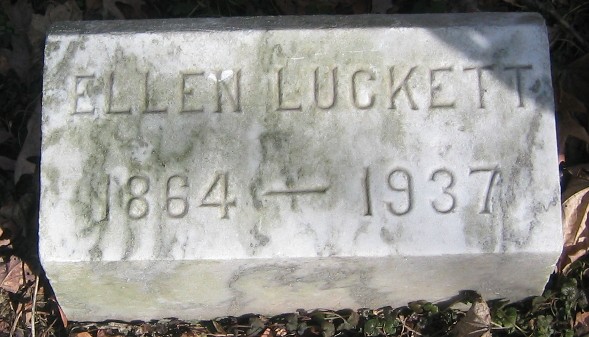 ELLEN LUCKETT
1864 — 1937